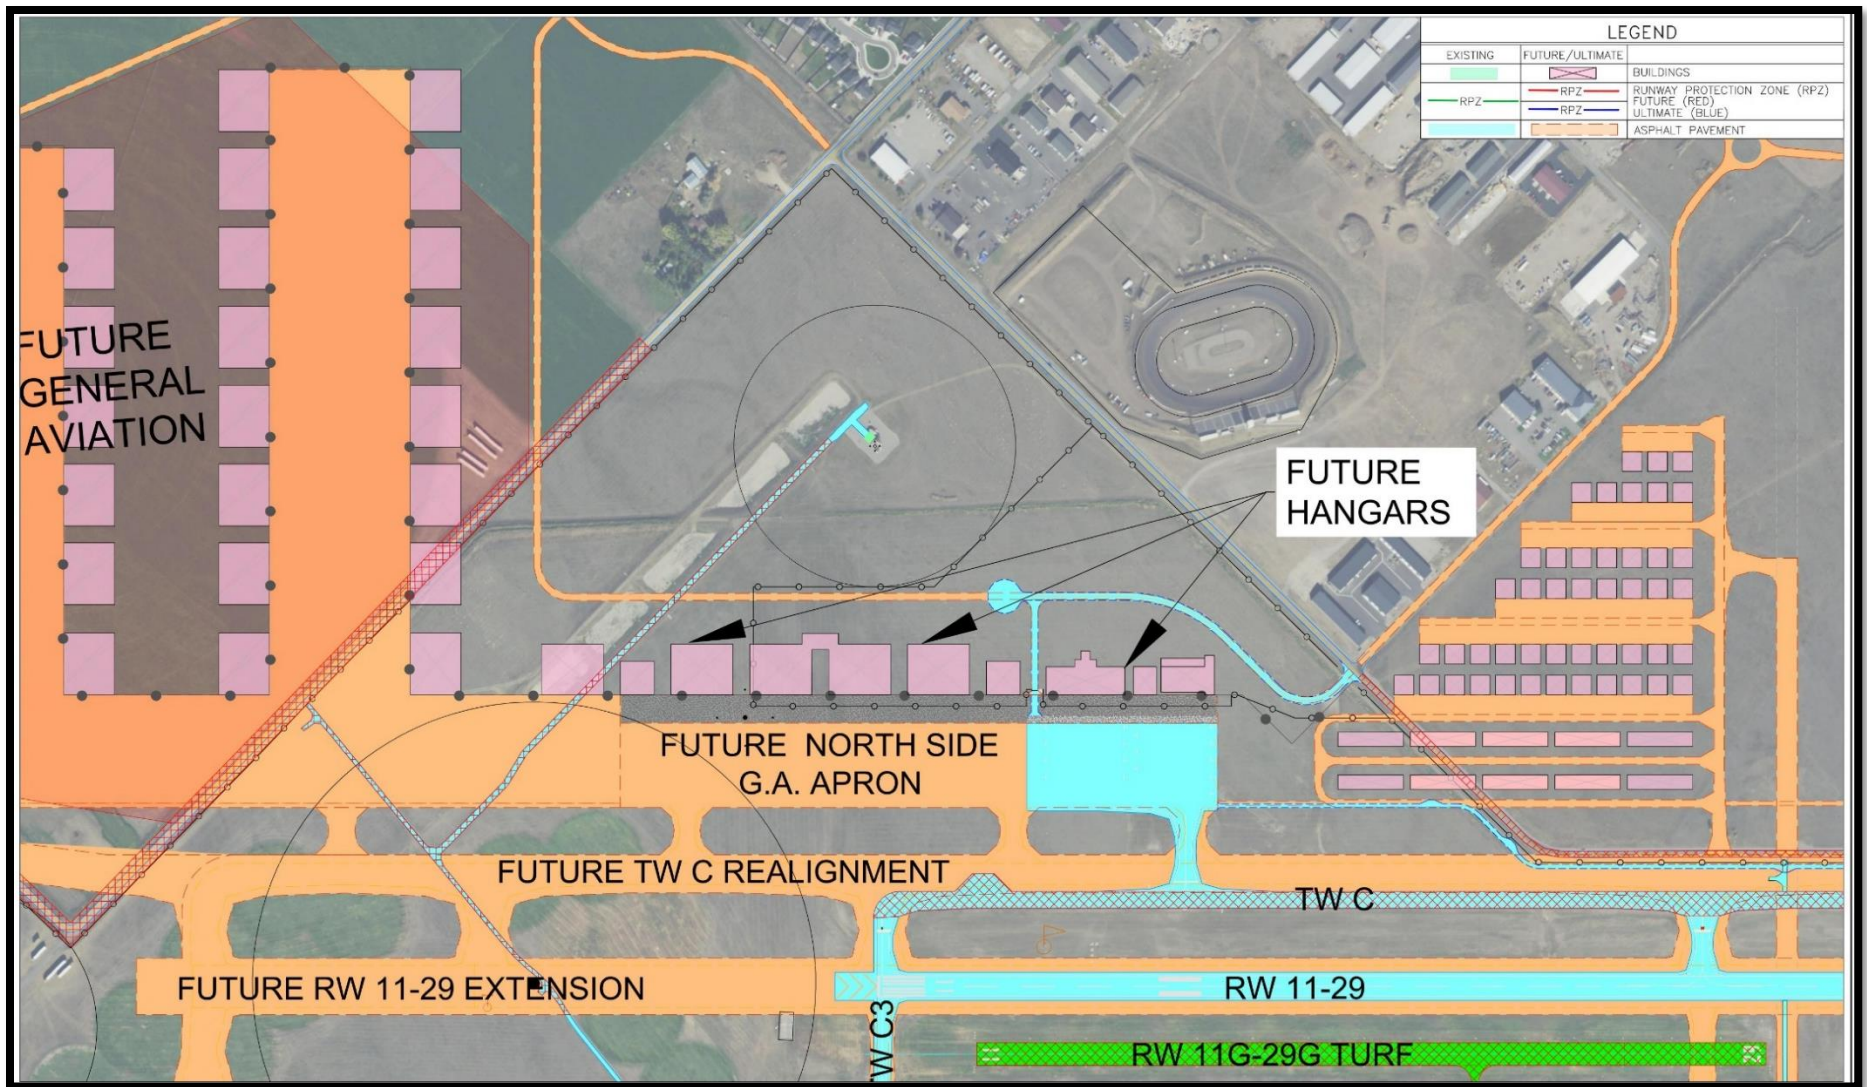 LEGEND
EXISTING
FUTURE/ULTIMATE
BUILDINGS
RPZ
RPZ
RPZ
RUNWAY PROTECTION ZONE (RPZ)
FUTURE (RED)
ULTIMATE (BLUE)
ASPHALT PAVEMENT
FUTURE
GENERAL
AVIATION
FUTURE
HANGARS
FUTURE NORTH SIDE
G.A. APRON
FUTURE TW C REALIGNMENT
TW C
FUTURE RW 11-29 EXTENSION
RW 11-29
TW C3
RW 11G-29G TURF
11
29